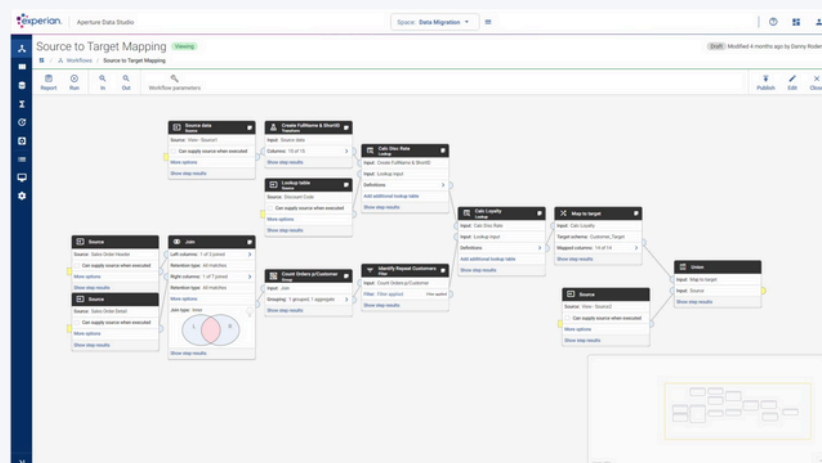 experian.
Aperture Data Studio
Space: Data Migration
Source to Target Mapping
Viewing
Draft Modified 4 months ago by Danny Roden
Workflows / Source to Target Mapping
Report
Run
In
Out
Workflow parameters
Publish
Edit
Close
Source data
Source
Source: View - Source1
Can supply source when executed
More options
Show step results
Create FullName & ShortID
Transform
Input: Source data
Columns: 13 of 15
Show step results
Calc Disc Rate
Lookup
Input: Create FullName & ShortID
Input: Lookup input
Definitions
Add additional lookup table
Show step results
Lookup table
Source
Source: Discount Code
Can supply source when executed
More options
Show step results
Calc Loyalty
Lookup
Input: Calc Disc Rate
Input: Lookup input
Definitions
Add additional lookup table
Show step results
Map to target
Input: Calc Loyalty
Target schema: Customer_Target
Mapped columns: 14 of 14
Show step results
Source
Source: Sales Order Header
Can supply source when executed
More options
Show step results
Source
Source: Sales Order Detail
Can supply source when executed
More options
Show step results
Join
Left columns: 1 of 3 joined
Retention type: All matches
Right columns: 1 of 7 joined
Retention type: All matches
More options
Join type: Inner
L
R
Show step results
Count Orders p/Customer
Group
Input: Join
Grouping: 1 grouped, 1 aggregate
Show step results
Identify Repeat Customers
Filter
Input: Count Orders p/Customer
Filter: Filter applied
Filter applied
Show step results
Source
Source: View - Source2
Can supply source when executed
More options
Show step results
Union
Input: Map to target
Input: Source
Show step results